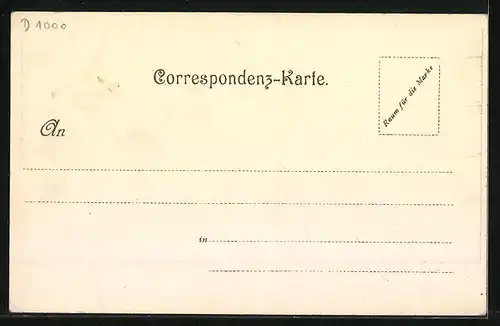 D 1000
Correspondenz-Karte.
Raum für die Marke
An
in